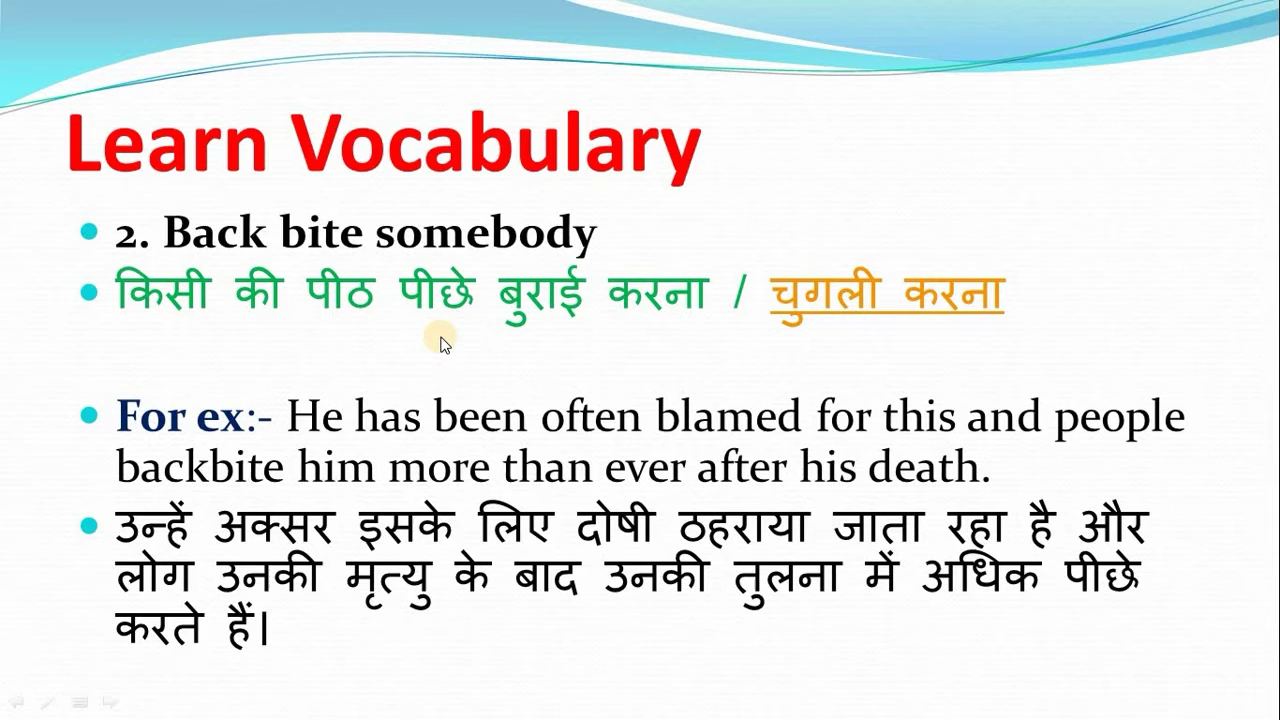 Learn Vocabulary
2. Back bite somebody
किसी की पीठ पीछे बुराई करना / चुगली करना
For ex:- He has been often blamed for this and people
backbite him more than ever after his death.
उन्हें अक्सर इसके लिए दोषी ठहराया जाता रहा है और
लोग उनकी मृत्यु के बाद उनकी तुलना में अधिक पीछे
करते हैं।